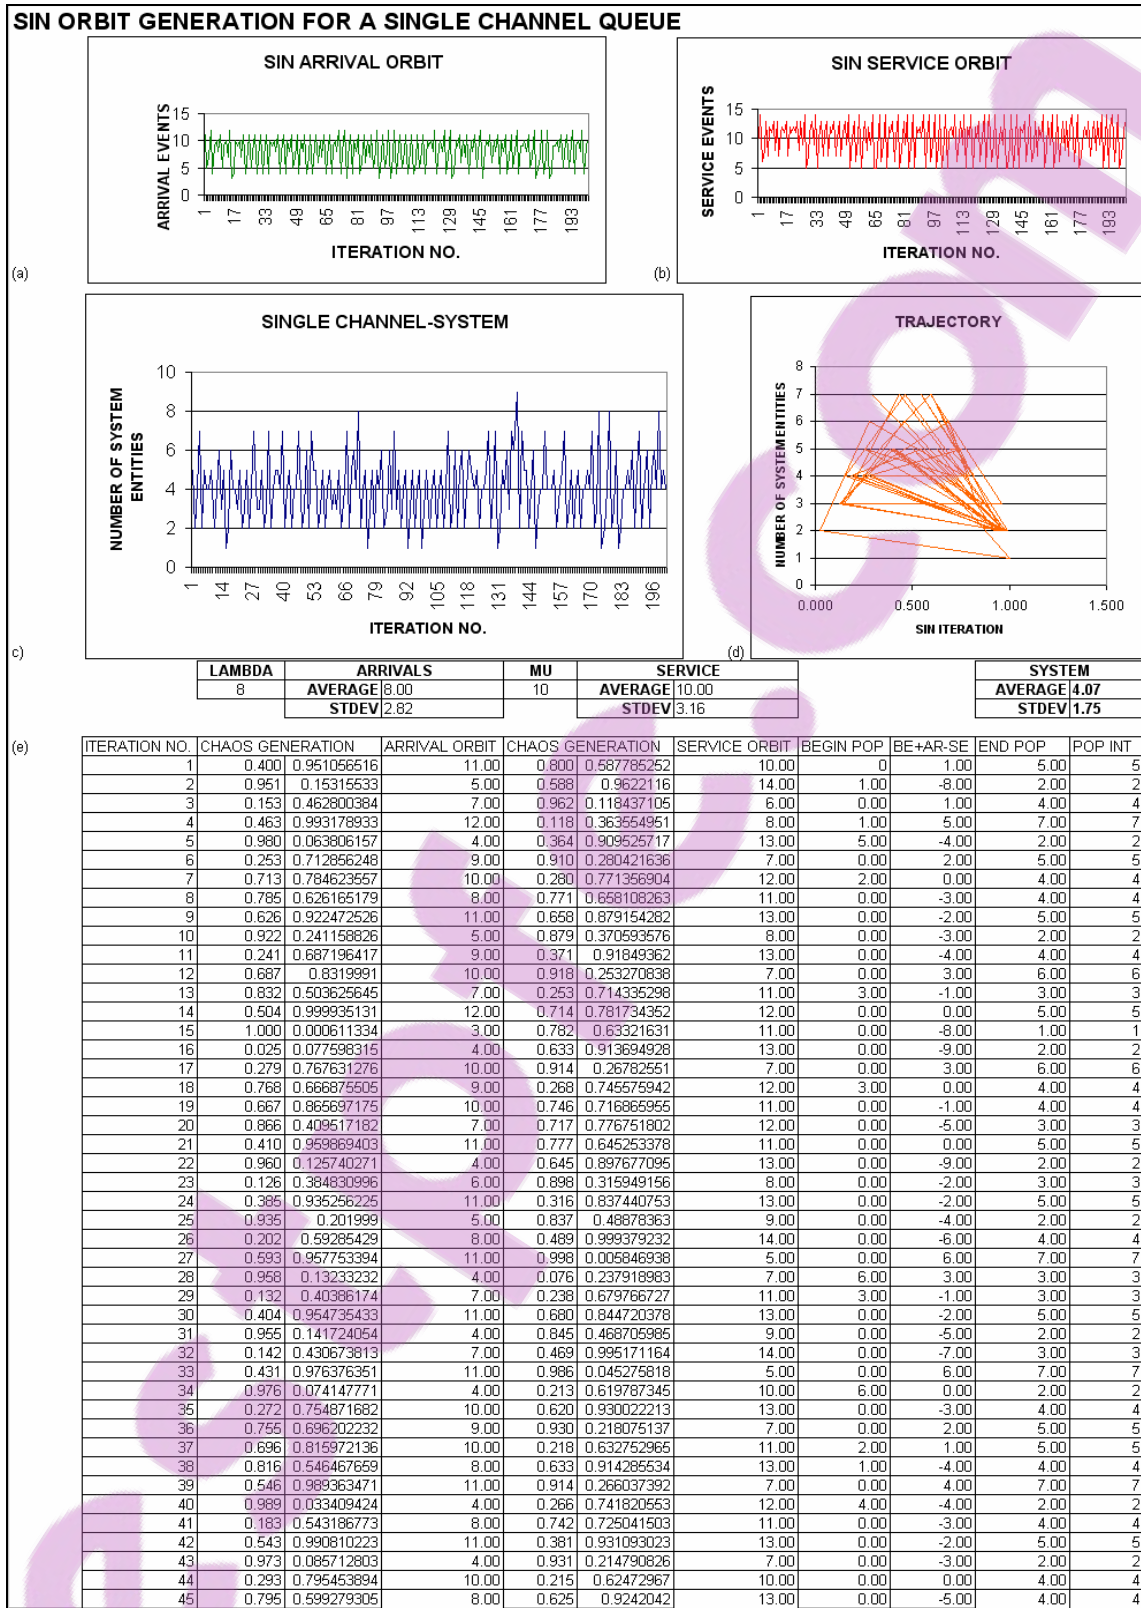 SIN ORBIT GENERATION FOR A SINGLE CHANNEL QUEUE
SIN ARRIVAL ORBIT
ARRIVAL EVENTS
15
10
5
0
1 17 33 49 65 81 97 113 129 145 161 177 193
ITERATION NO.
(a)
SIN SERVICE ORBIT
SERVICE EVENTS
15
10
5
0
1 17 33 49 65 81 97 113 129 145 161 177 193
ITERATION NO.
(b)
SINGLE CHANNEL-SYSTEM
NUMBER OF SYSTEM
ENTITIES
10
8
6
4
2
0
1 14 27 40 53 66 79 92 105 118 131 144 157 170 183 196
ITERATION NO.
c)
TRAJECTORY
NUMBER OF SYSTEM ENTITIES
8
7
6
5
4
3
2
1
0
0.000 0.500 1.000 1.500
SIN ITERATION
(d)
LAMBDA ARRIVALS MU SERVICE SYSTEM
8 AVERAGE 8.00 10 AVERAGE 10.00 AVERAGE 4.07
STDEV 2.82 STDEV 3.16 STDEV 1.75
(e)
ITERATION NO. CHAOS GENERATION ARRIVAL ORBIT CHAOS GENERATION SERVICE ORBIT BEGIN POP BE+AR-SE END POP POP INT
1 0.400 0.951056516 11.00 0.800 0.587785252 10.00 0 1.00 5.00 5
2 0.951 0.15315533 5.00 0.588 0.9622116 14.00 1.00 -8.00 2.00 2
3 0.153 0.462800384 7.00 0.962 0.118437105 6.00 0.00 1.00 4.00 4
4 0.463 0.993178933 12.00 0.118 0.363554951 8.00 1.00 5.00 7.00 7
5 0.980 0.063806157 4.00 0.364 0.909525717 13.00 5.00 -4.00 2.00 2
6 0.253 0.712856248 9.00 0.910 0.280421636 7.00 0.00 2.00 5.00 5
7 0.713 0.784623557 10.00 0.280 0.771356904 12.00 2.00 0.00 4.00 4
8 0.785 0.626165179 8.00 0.771 0.658108263 11.00 0.00 -3.00 4.00 4
9 0.626 0.922472526 11.00 0.658 0.879154282 13.00 0.00 -2.00 5.00 5
10 0.922 0.241158826 5.00 0.879 0.370593576 8.00 0.00 -3.00 2.00 2
11 0.241 0.687196417 9.00 0.371 0.91849362 13.00 0.00 -4.00 4.00 4
12 0.687 0.8319991 10.00 0.918 0.253270838 7.00 0.00 3.00 6.00 6
13 0.832 0.503625645 7.00 0.253 0.714335298 11.00 3.00 -1.00 3.00 3
14 0.504 0.999935131 12.00 0.714 0.781734352 12.00 0.00 0.00 5.00 5
15 1.000 0.000611334 3.00 0.782 0.63321631 11.00 0.00 -8.00 1.00 1
16 0.025 0.077598315 4.00 0.633 0.913694928 13.00 0.00 -9.00 2.00 2
17 0.279 0.767631276 10.00 0.914 0.26782551 7.00 0.00 3.00 6.00 6
18 0.768 0.666875505 9.00 0.268 0.745575942 12.00 3.00 0.00 4.00 4
19 0.667 0.865697175 10.00 0.746 0.716865955 11.00 0.00 -1.00 4.00 4
20 0.866 0.409517182 7.00 0.717 0.776751802 12.00 0.00 -5.00 3.00 3
21 0.410 0.959869403 11.00 0.777 0.645253378 11.00 0.00 0.00 5.00 5
22 0.960 0.125740271 4.00 0.645 0.897677095 13.00 0.00 -9.00 2.00 2
23 0.126 0.384830996 6.00 0.898 0.315949156 8.00 0.00 -2.00 3.00 3
24 0.385 0.935256225 11.00 0.316 0.837440753 13.00 0.00 -2.00 5.00 5
25 0.935 0.201999 5.00 0.837 0.48878363 9.00 0.00 -4.00 2.00 2
26 0.202 0.59285429 8.00 0.489 0.999379232 14.00 0.00 -6.00 4.00 4
27 0.593 0.957753394 11.00 0.998 0.005846938 5.00 0.00 6.00 7.00 7
28 0.958 0.13233232 4.00 0.076 0.237918983 7.00 6.00 3.00 3.00 3
29 0.132 0.40386174 7.00 0.238 0.679766727 11.00 3.00 -1.00 3.00 3
30 0.404 0.954735433 11.00 0.680 0.844720378 13.00 0.00 -2.00 5.00 5
31 0.955 0.141724054 4.00 0.845 0.468705985 9.00 0.00 -5.00 2.00 2
32 0.142 0.430673813 7.00 0.469 0.995171164 14.00 0.00 -7.00 3.00 3
33 0.431 0.976376351 11.00 0.986 0.045275818 5.00 0.00 6.00 7.00 7
34 0.976 0.074147771 4.00 0.213 0.619787345 10.00 6.00 0.00 2.00 2
35 0.272 0.754871682 10.00 0.620 0.930022213 13.00 0.00 -3.00 4.00 4
36 0.755 0.696202232 9.00 0.930 0.218075137 7.00 0.00 2.00 5.00 5
37 0.696 0.815972136 10.00 0.218 0.632752965 11.00 2.00 1.00 5.00 5
38 0.816 0.546467659 8.00 0.633 0.914285534 13.00 1.00 -4.00 4.00 4
39 0.546 0.989363471 11.00 0.914 0.266037392 7.00 0.00 4.00 7.00 7
40 0.989 0.033409424 4.00 0.266 0.741820553 12.00 4.00 -4.00 2.00 2
41 0.183 0.543186773 8.00 0.742 0.725041503 11.00 0.00 -3.00 4.00 4
42 0.543 0.990810223 11.00 0.381 0.931093023 13.00 0.00 -2.00 5.00 5
43 0.973 0.085712803 4.00 0.931 0.214790826 7.00 0.00 -3.00 2.00 2
44 0.293 0.795453894 10.00 0.215 0.62472967 10.00 0.00 0.00 4.00 4
45 0.795 0.599279305 8.00 0.625 0.9242042 13.00 0.00 -5.00 4.00 4